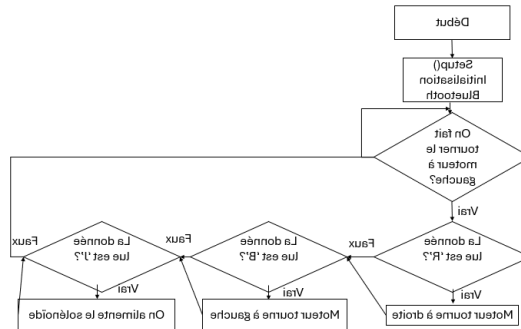 Début
Setup()
Initialisation
Bluetooth
On fait
tourner le
moteur à
gauche?
Vrai
La donnée
lue est 'P'?
Faux
La donnée
lue est 'B'?
Faux
La donnée
lue est 'J'?
Faux
Vrai
Vrai
Vrai
Moteur tourne à droite
Moteur tourne à gauche
On alimente le solénoïde